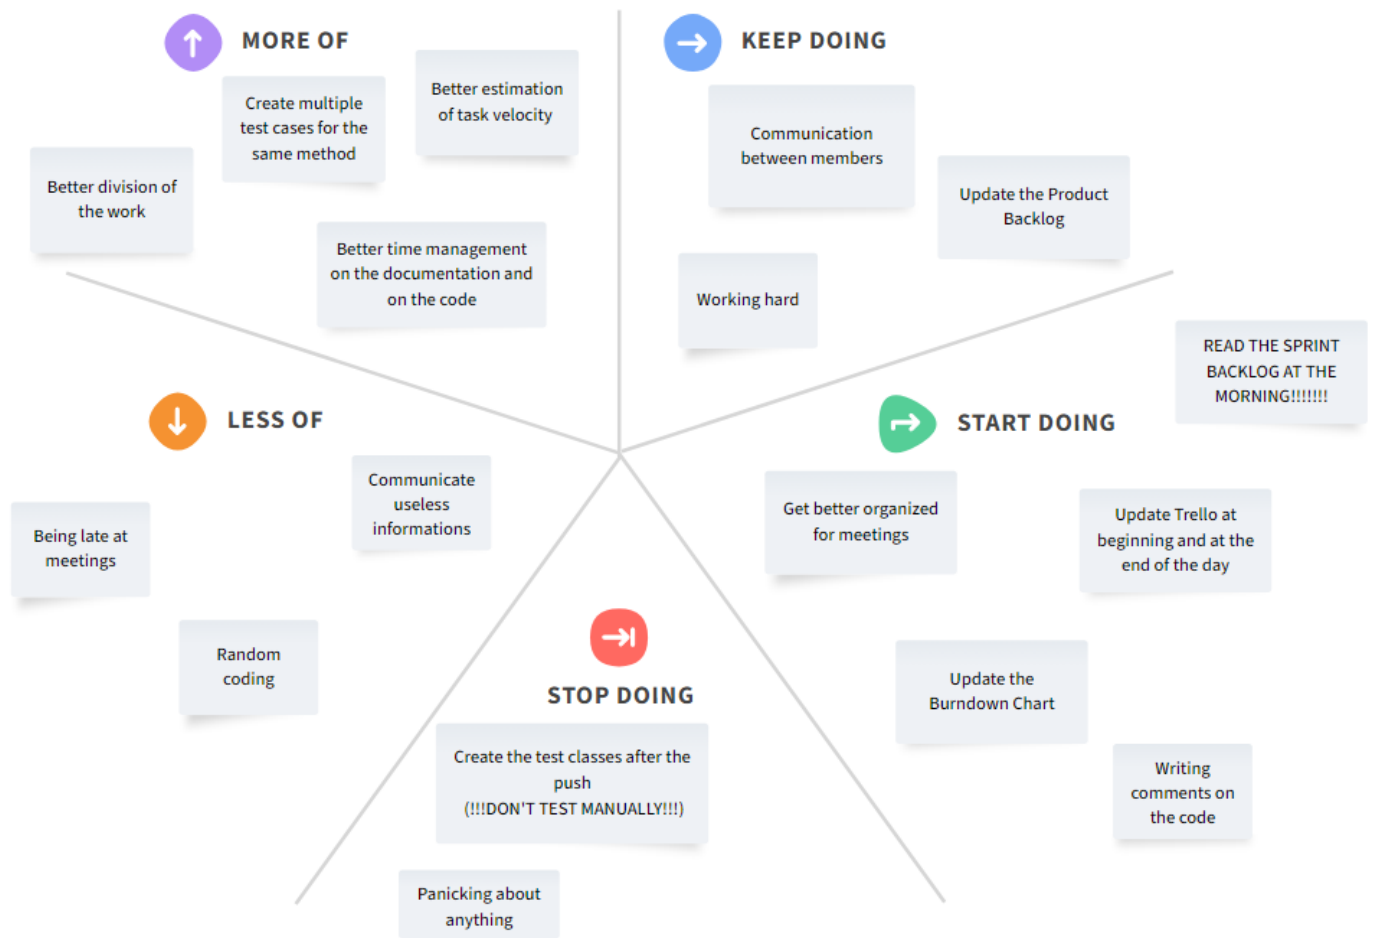 MORE OF
Better estimation
of task velocity
Create multiple
test cases for the
same method
Better division of
the work
Better time management
on the documentation and
on the code
KEEP DOING
Communication
between members
Update the Product
Backlog
Working hard
LESS OF
Communicate
useless
informations
Being late at
meetings
Random
coding
START DOING
READ THE SPRINT
BACKLOG AT THE
MORNING!!!!!!!
Get better organized
for meetings
Update Trello at
beginning and at the
end of the day
Update the
Burndown Chart
Writing
comments on
the code
STOP DOING
Create the test classes after the
push
(!!!DON'T TEST MANUALLY!!!)
Panicking about
anything